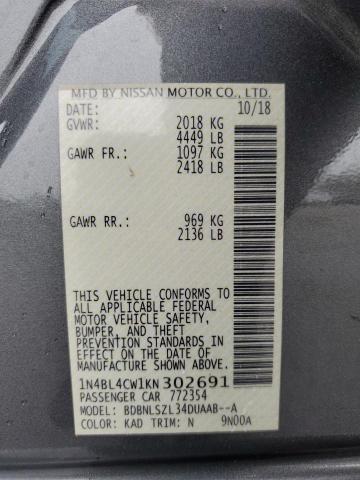 MFD BY NISSAN MOTOR CO., LTD.
DATE: 10/18
GVWR: 2018 KG
4449 LB
GAWR FR.: 1097 KG
2418 LB
GAWR RR.: 969 KG
2136 LB
THIS VEHICLE CONFORMS TO
ALL APPLICABLE FEDERAL
MOTOR VEHICLE SAFETY,
BUMPER, AND THEFT
PREVENTION STANDARDS IN
EFFECT ON THE DATE OF
MANUFACTURE SHOWN ABOVE.
1N4BL4CW1KN302691
PASSENGER CAR 772354
MODEL: BDBNLSZL34DUAAB--A
COLOR: KAD TRIM: N 9N00A